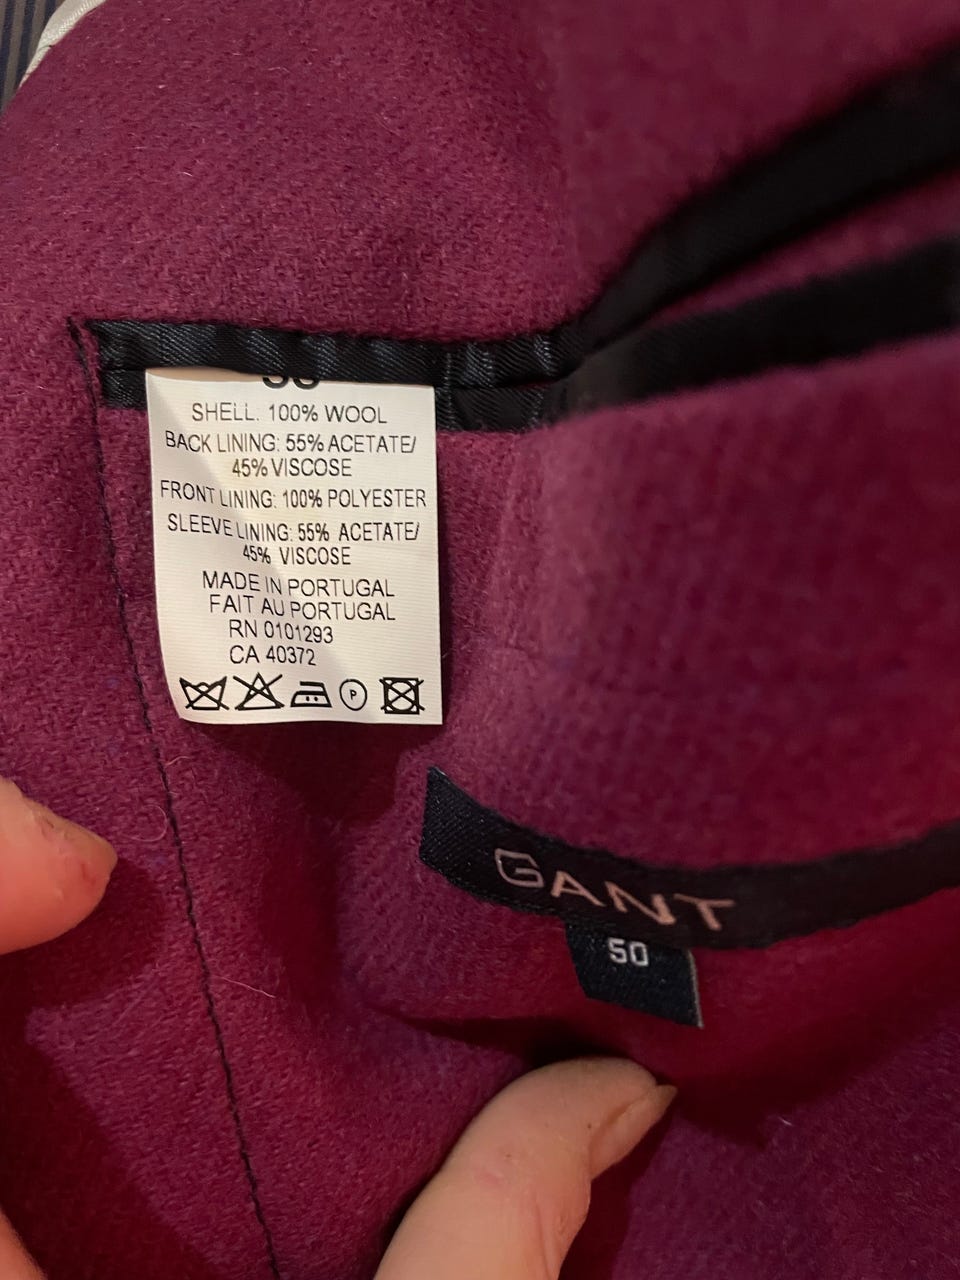 SHELL: 100% WOOL
BACK LINING: 55% ACETATE/
45% VISCOSE
FRONT LINING: 100% POLYESTER
SLEEVE LINING: 55% ACETATE/
45% VISCOSE
MADE IN PORTUGAL
FAIT AU PORTUGAL
RN 0101293
CA 40372
P
GANT
50